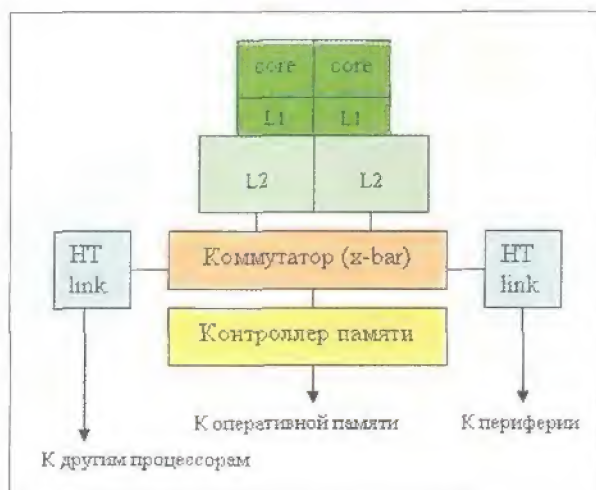 core core
L1 L1
L2 L2
HT link
Коммутатор (x-bar)
HT link
Контроллер памяти
К оперативной памяти
К периферии
К другим процессорам